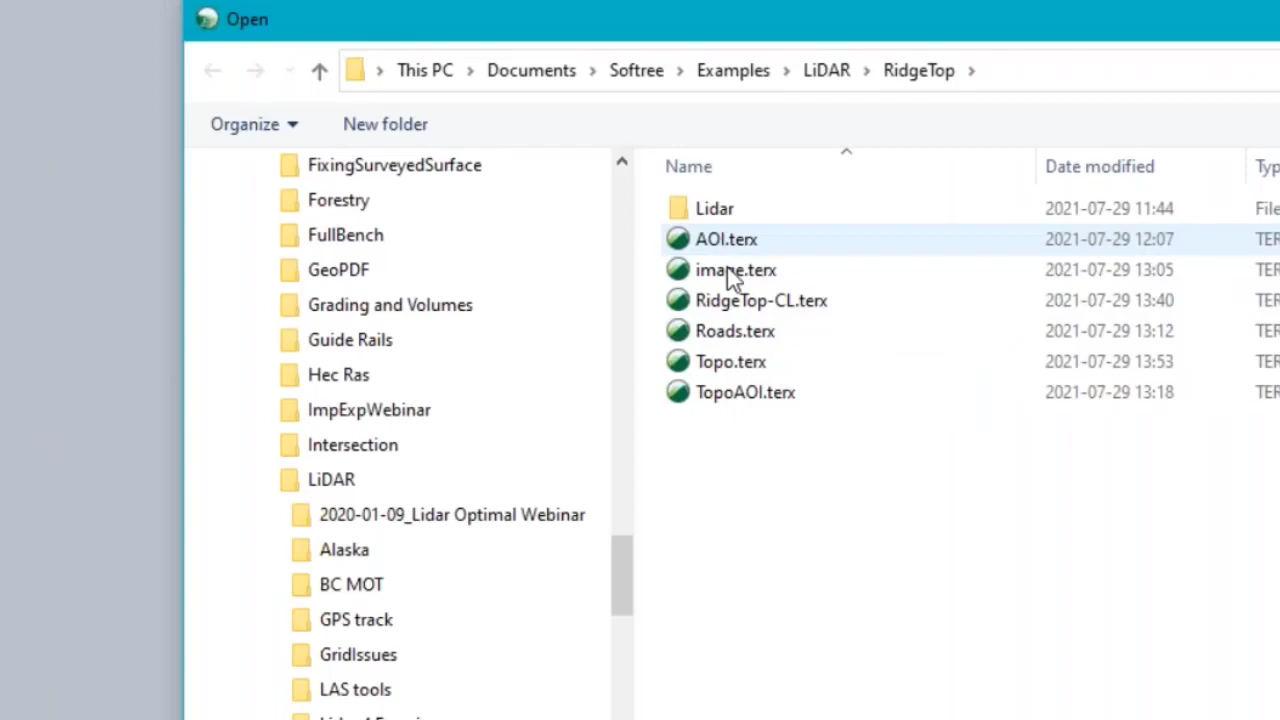 Open
This PC > Documents > Softree > Examples > LiDAR > RidgeTop >
Organize New folder
FixingSurveyedSurface
Forestry
FullBench
GeoPDF
Grading and Volumes
Guide Rails
Hec Ras
ImpExpWebinar
Intersection
LiDAR
2020-01-09_Lidar Optimal Webinar
Alaska
BC MOT
GPS track
GridIssues
LAS tools
Name Date modified
Lidar 2021-07-29 11:44
AOI.terx 2021-07-29 12:07
image.terx 2021-07-29 13:05
RidgeTop-CL.terx 2021-07-29 13:40
Roads.terx 2021-07-29 13:12
Topo.terx 2021-07-29 13:53
TopoAOI.terx 2021-07-29 13:18